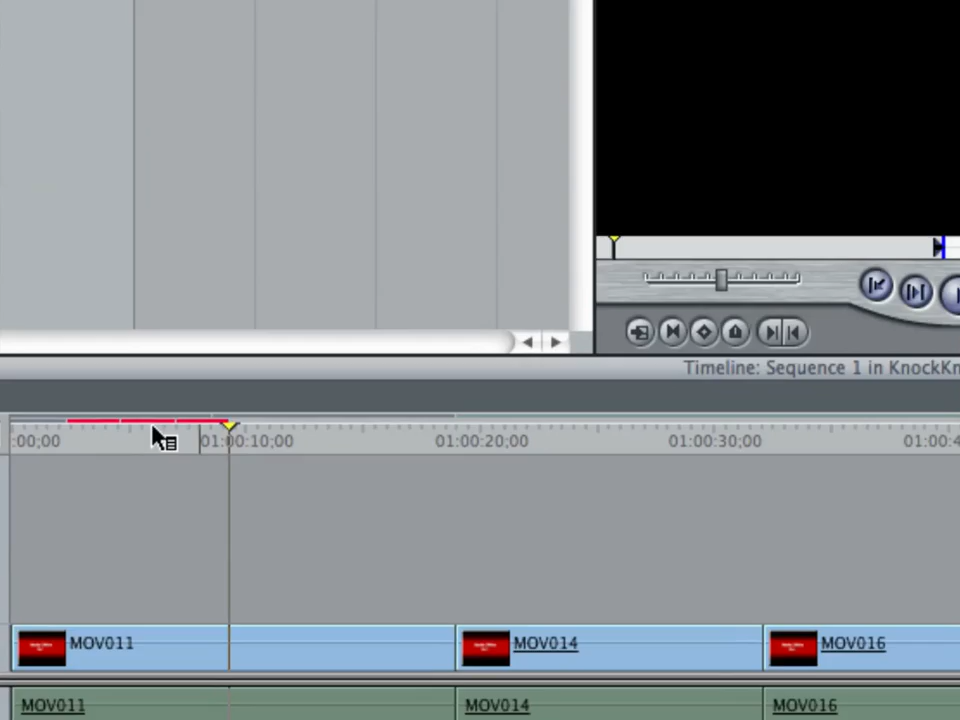 Timeline: Sequence 1 in KnockKn
:00;00 01:00:10;00 01:00:20;00 01:00:30;00 01:00:4
MOV011 MOV014 MOV016
MOV011 MOV014 MOV016